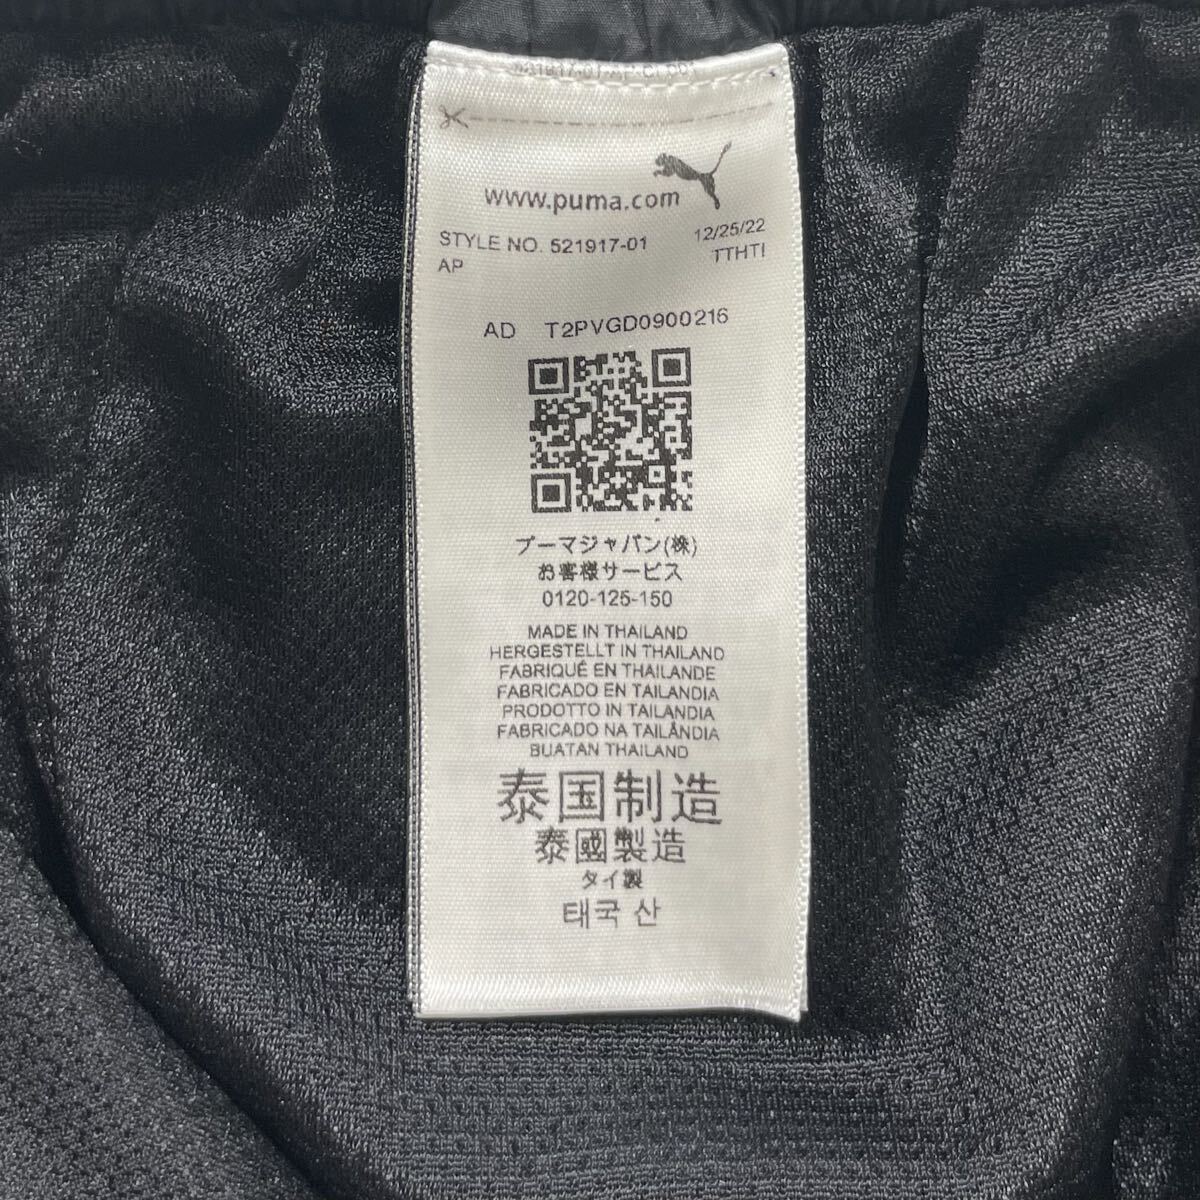 www.puma.com
STYLE NO. 521917-01 12/25/22
AP TTHTI
AD T2PVGD0900216
プーマジャパン(株)
お客様サービス
0120-125-150
MADE IN THAILAND
HERGESTELLT IN THAILAND
FABRIQUÉ EN THAILANDE
FABRICADO EN TAILANDIA
PRODOTTO IN TAILANDIA
FABRICADO NA TAILÂNDIA
BUATAN THAILAND
泰国制造
泰國製造
タイ製
태국 산